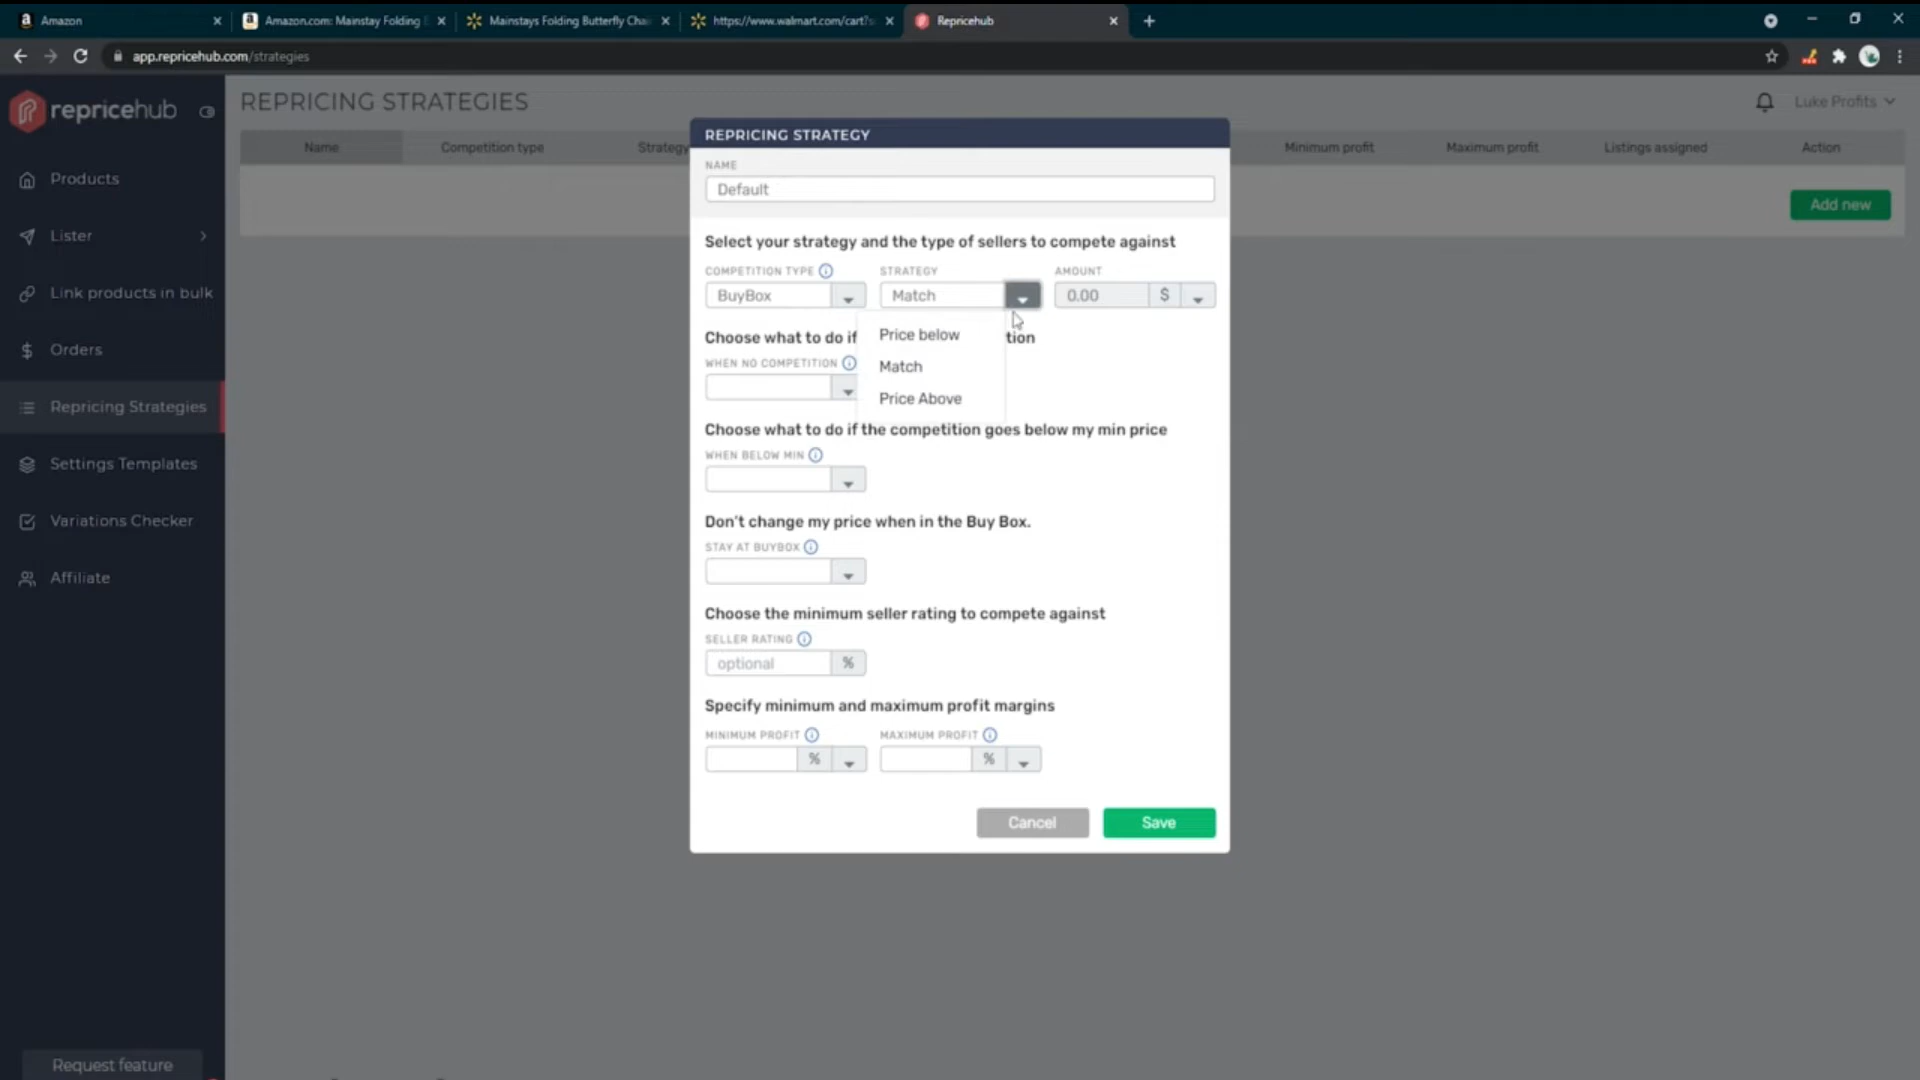 Amazon
Amazon.com: Mainstay Folding
Mainstays Folding Butterfly Chai
https://www.walmart.com/cart?s
Repricehub
app.repricehub.com/strategies
repricehub
REPRICING STRATEGIES
Luke Profits
Name
Competition type
Strategy
Minimum profit
Maximum profit
Listings assigned
Action
Add new
Products
Lister
Link products in bulk
Orders
Repricing Strategies
Settings Templates
Variations Checker
Affiliate
Request feature
REPRICING STRATEGY
NAME
Default
Select your strategy and the type of sellers to compete against
COMPETITION TYPE
STRATEGY
AMOUNT
BuyBox
Match
0.00
$
Choose what to do if
tion
Price below
Match
Price Above
WHEN NO COMPETITION
Choose what to do if the competition goes below my min price
WHEN BELOW MIN
Don't change my price when in the Buy Box.
STAY AT BUYBOX
Choose the minimum seller rating to compete against
SELLER RATING
optional
%
Specify minimum and maximum profit margins
MINIMUM PROFIT
MAXIMUM PROFIT
%
%
Cancel
Save